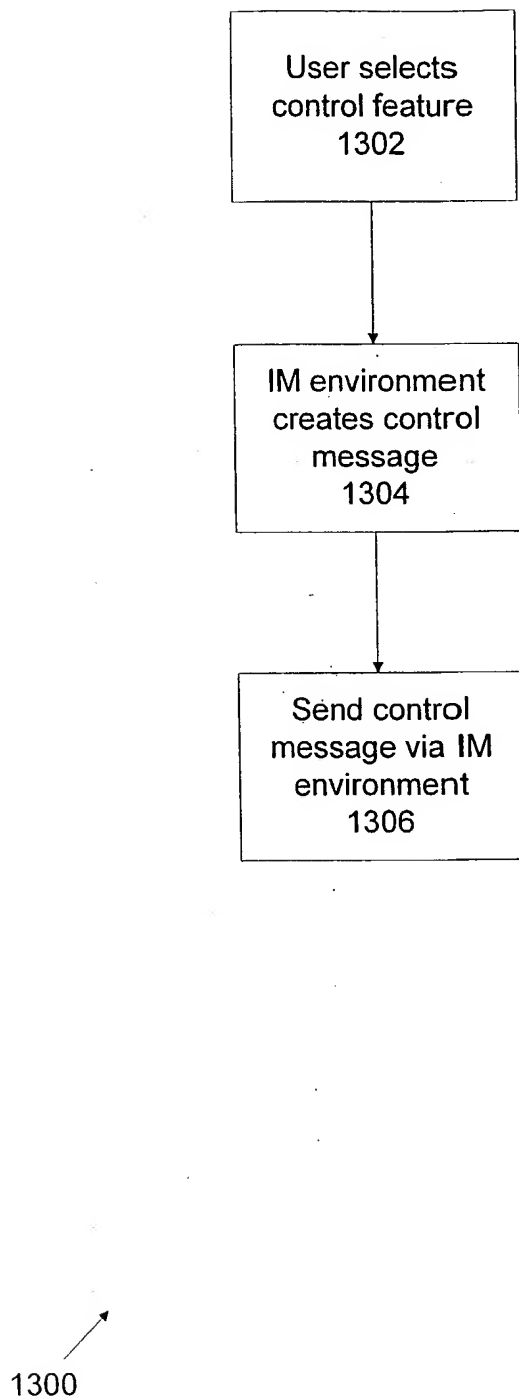 User selects
control feature
1302
IM environment
creates control
message
1304
Send control
message via IM
environment
1306
1300